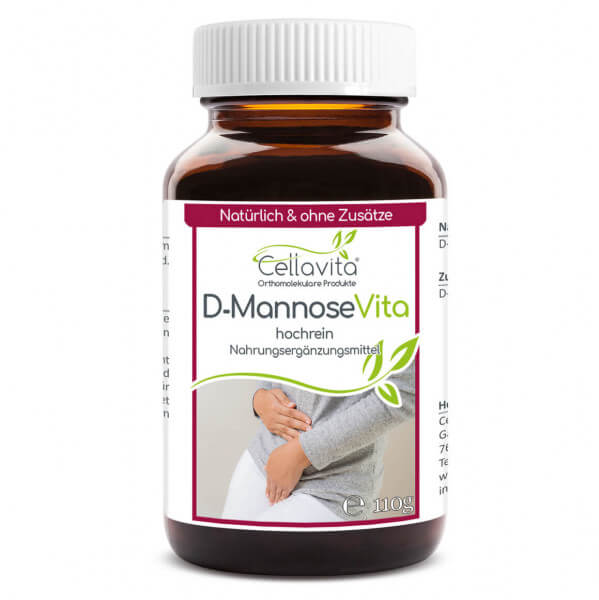 Natürlich & ohne Zusätze
Cellavita®
Orthomolekulare Produkte
D-MannoseVita
hochrein
Nahrungsergänzungsmittel
℮ 110g